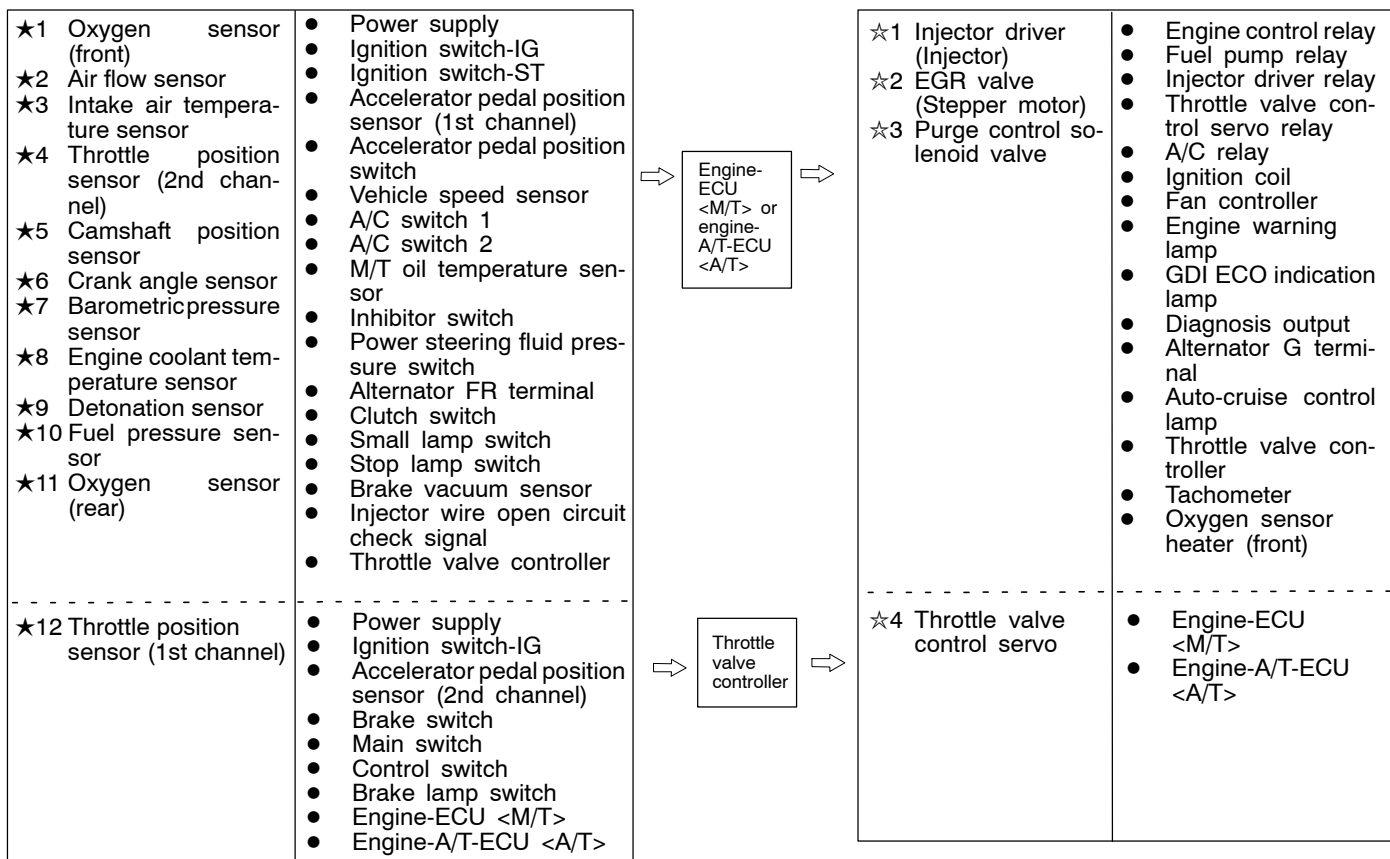 ★1 Oxygen sensor
(front)
★2 Air flow sensor
★3 Intake air tempera-
ture sensor
★4 Throttle position
sensor (2nd chan-
nel)
★5 Camshaft position
sensor
★6 Crank angle sensor
★7 Barometric pressure
sensor
★8 Engine coolant tem-
perature sensor
★9 Detonation sensor
★10 Fuel pressure sen-
sor
★11 Oxygen sensor
(rear)
● Power supply
● Ignition switch-IG
● Ignition switch-ST
● Accelerator pedal position
sensor (1st channel)
● Accelerator pedal position
switch
● Vehicle speed sensor
● A/C switch 1
● A/C switch 2
● M/T oil temperature sen-
sor
● Inhibitor switch
● Power steering fluid pres-
sure switch
● Alternator FR terminal
● Clutch switch
● Small lamp switch
● Stop lamp switch
● Brake vacuum sensor
● Injector wire open circuit
check signal
● Throttle valve controller
⇨
Engine-
ECU
<M/T> or
engine-
A/T-ECU
<A/T>
⇨
☆1 Injector driver
(Injector)
☆2 EGR valve
(Stepper motor)
☆3 Purge control so-
lenoid valve
● Engine control relay
● Fuel pump relay
● Injector driver relay
● Throttle valve con-
trol servo relay
● A/C relay
● Ignition coil
● Fan controller
● Engine warning
lamp
● GDI ECO indication
lamp
● Diagnosis output
● Alternator G termi-
nal
● Auto-cruise control
lamp
● Throttle valve con-
troller
● Tachometer
● Oxygen sensor
heater (front)
★12 Throttle position
sensor (1st channel)
● Power supply
● Ignition switch-IG
● Accelerator pedal position
sensor (2nd channel)
● Brake switch
● Main switch
● Control switch
● Brake lamp switch
● Engine-ECU <M/T>
● Engine-A/T-ECU <A/T>
⇨
Throttle
valve
controller
⇨
☆4 Throttle valve
control servo
● Engine-ECU
<M/T>
● Engine-A/T-ECU
<A/T>